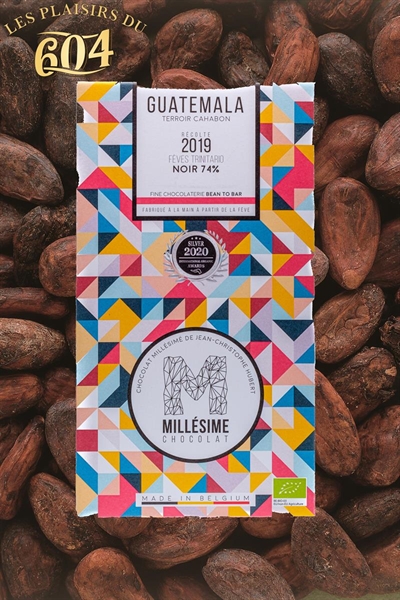 LES PLAISIRS DU
604
GUATEMALA
TERROIR CAHABON
RÉCOLTE
2019
FÈVES TRINITARIO
NOIR 74%
FINE CHOCOLATERIE BEAN TO BAR
FABRIQUÉ À LA MAIN À PARTIR DE LA FÈVE
SILVER
2020
AWARDS
CHOCOLAT MILLÉSIMÉ DE JEAN-CHRISTOPHE HUBERT
M
MILLÉSIME
CHOCOLAT
MADE IN BELGIUM